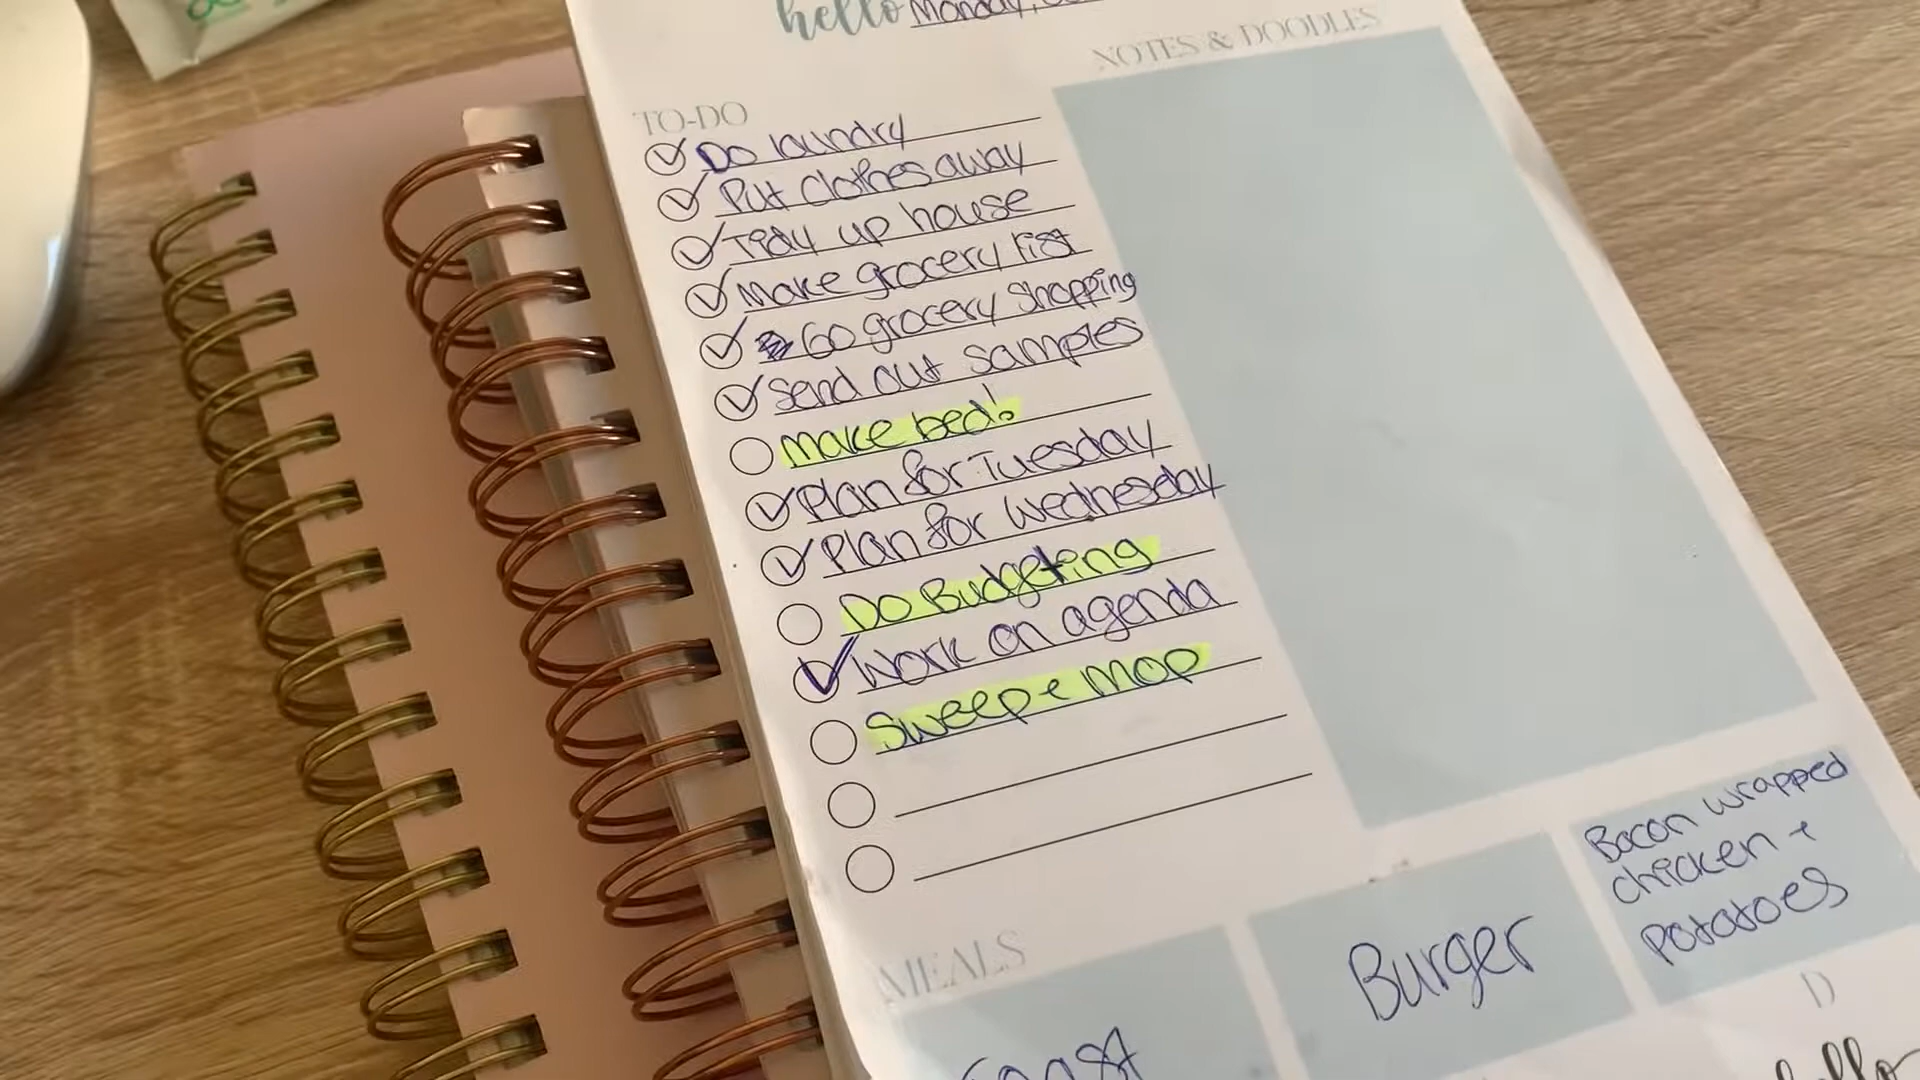 hello Monday,
NOTES & DOODLES
TO-DO
Do laundry
Put clothes away
Tidy up house
Make grocery list
Go grocery shopping
Send out samples
Make bed!
Plan for Tuesday
Plan for Wednesday
Do Budgeting
Work on agenda
Sweep + Mop
MEALS
Toast
Burger
Bacon wrapped
chicken +
potatoes
D
hello